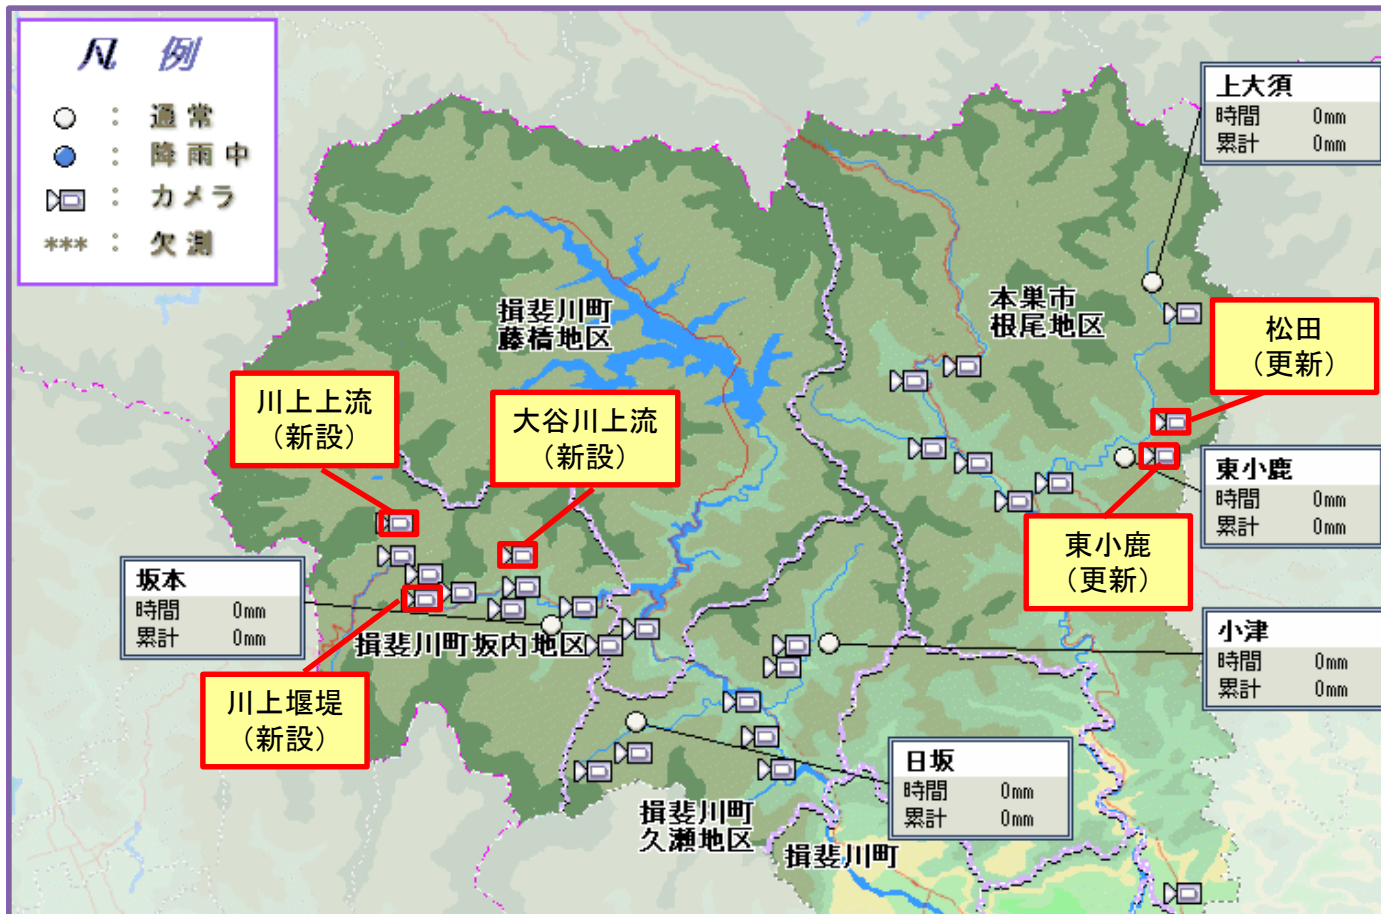 凡 例
○ : 通常
● : 降雨中
: カメラ
*** : 欠測
上大須
時間 0mm
累計 0mm
揖斐川町
藤橋地区
本巣市
根尾地区
松田
（更新）
川上上流
（新設）
大谷川上流
（新設）
東小鹿
時間 0mm
累計 0mm
東小鹿
（更新）
坂本
時間 0mm
累計 0mm
揖斐川町坂内地区
小津
時間 0mm
累計 0mm
川上堰堤
（新設）
日坂
時間 0mm
累計 0mm
揖斐川町
久瀬地区
揖斐川町